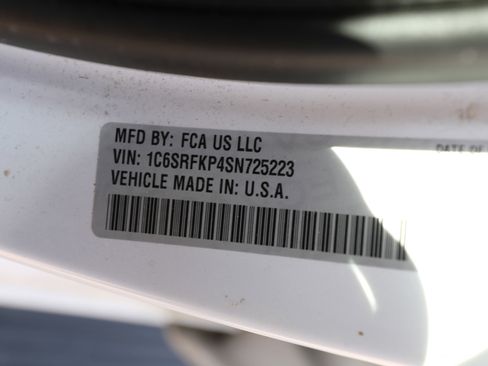 MFD BY: FCA US LLC
DATE OF
VIN: 1C6SRFKP4SN725223
VEHICLE MADE IN: U.S.A.